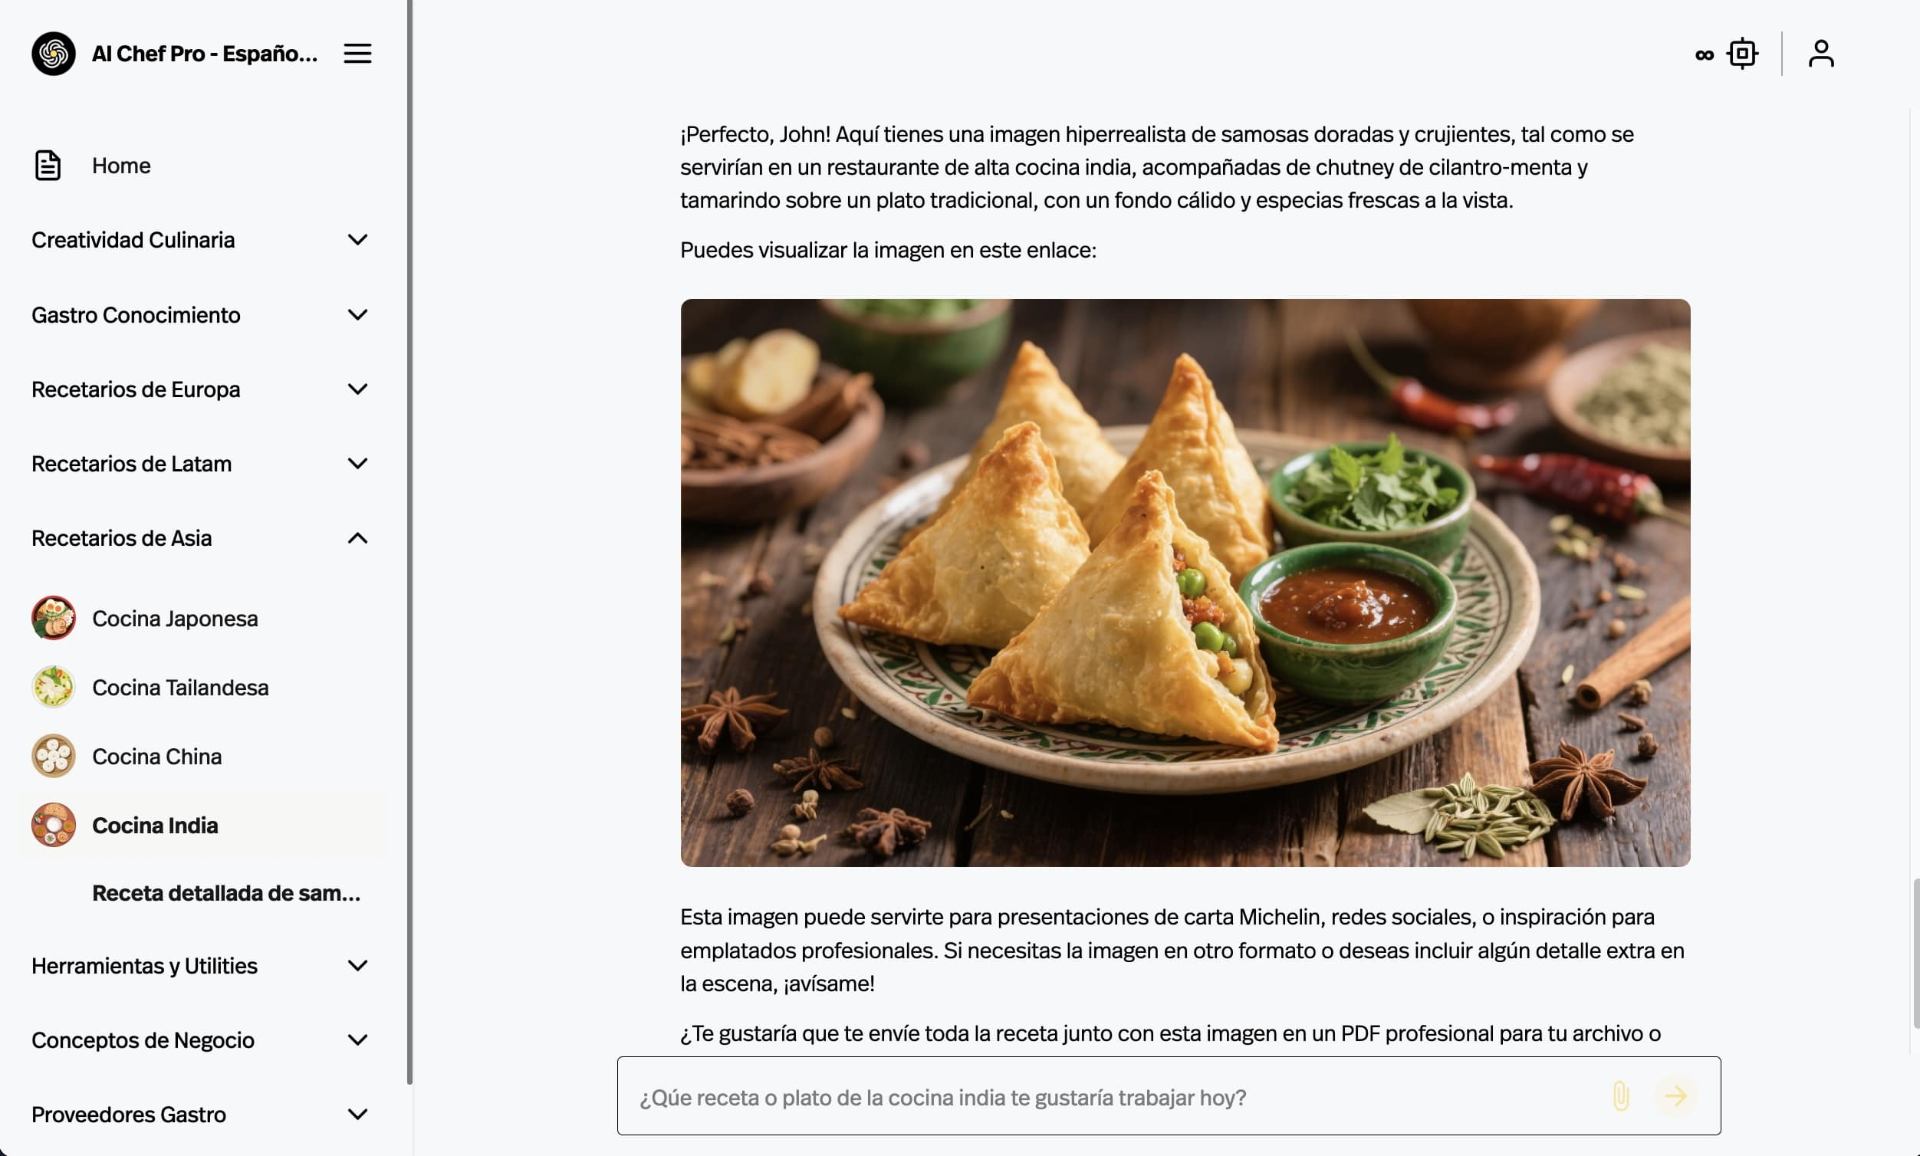 AI Chef Pro - Españo...
Home
Creatividad Culinaria
Gastro Conocimiento
Recetarios de Europa
Recetarios de Latam
Recetarios de Asia
Cocina Japonesa
Cocina Tailandesa
Cocina China
Cocina India
Receta detallada de sam...
Herramientas y Utilities
Conceptos de Negocio
Proveedores Gastro
∞
¡Perfecto, John! Aquí tienes una imagen hiperrealista de samosas doradas y crujientes, tal como se
servirían en un restaurante de alta cocina india, acompañadas de chutney de cilantro-menta y
tamarindo sobre un plato tradicional, con un fondo cálido y especias frescas a la vista.
Puedes visualizar la imagen en este enlace:
Esta imagen puede servirte para presentaciones de carta Michelin, redes sociales, o inspiración para
emplatados profesionales. Si necesitas la imagen en otro formato o deseas incluir algún detalle extra en
la escena, ¡avísame!
¿Te gustaría que te envíe toda la receta junto con esta imagen en un PDF profesional para tu archivo o
¿Qúe receta o plato de la cocina india te gustaría trabajar hoy?